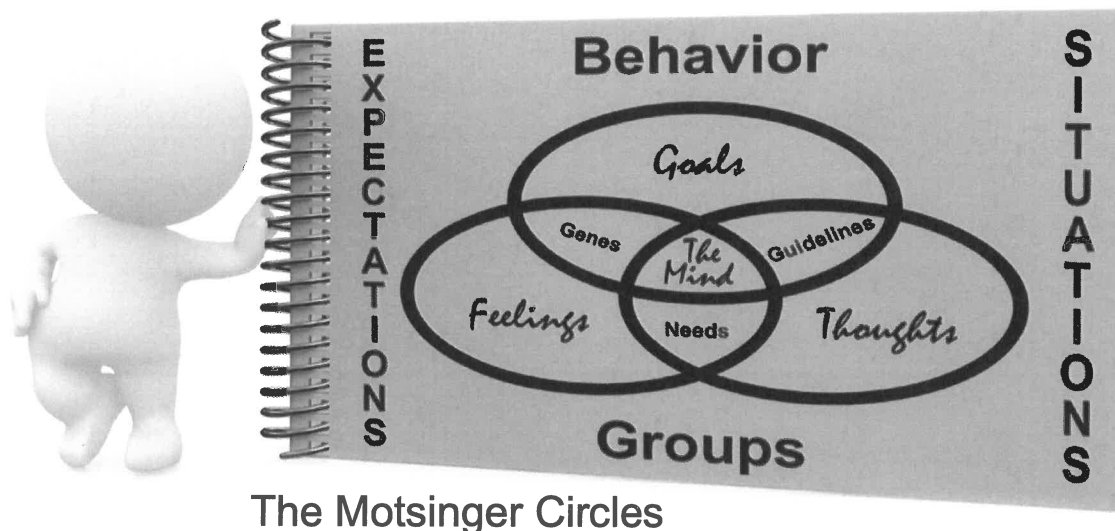 EXPECTATIONS
Behavior
SITUATIONS
Goals
Genes
The
Mind
Guidelines
Feelings
Needs
Thoughts
Groups
The Motsinger Circles